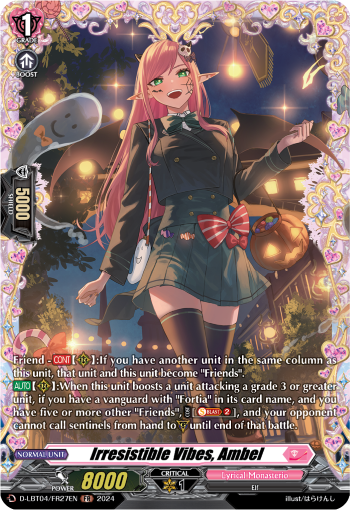 1
GRADE
BOOST
5000
SHIELD
Friend - CONT【】:If you have another unit in the same column as
this unit, that unit and this unit become "Friends".
AUTO【】:When this unit boosts a unit attacking a grade 3 or greater
unit, if you have a vanguard with "Fortia" in its card name, and you
have five or more other "Friends", [BLAST 2], and your opponent
cannot call sentinels from hand to until end of that battle.
NORMAL UNIT
Irresistible Vibes, Ambel
POWER 8000
CRITICAL
1
Lyrical Monasterio
Elf
D-LBT04/FR27EN FR 2024
illust/はらけんし